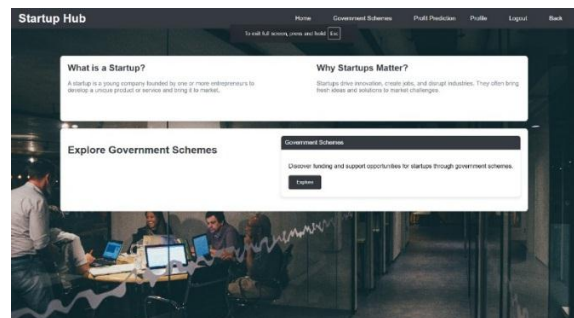 Startup Hub
Home Government Schemes Profit Prediction Profile Logout Back
To exit full screen, press and hold Esc
What is a Startup?
A startup is a young company founded by one or more entrepreneurs to
develop a unique product or service and bring it to market.
Why Startups Matter?
Startups drive innovation, create jobs, and disrupt industries. They often bring
fresh ideas and solutions to market challenges.
Explore Government Schemes
Government Schemes
Discover funding and support opportunities for startups through government schemes.
Explore